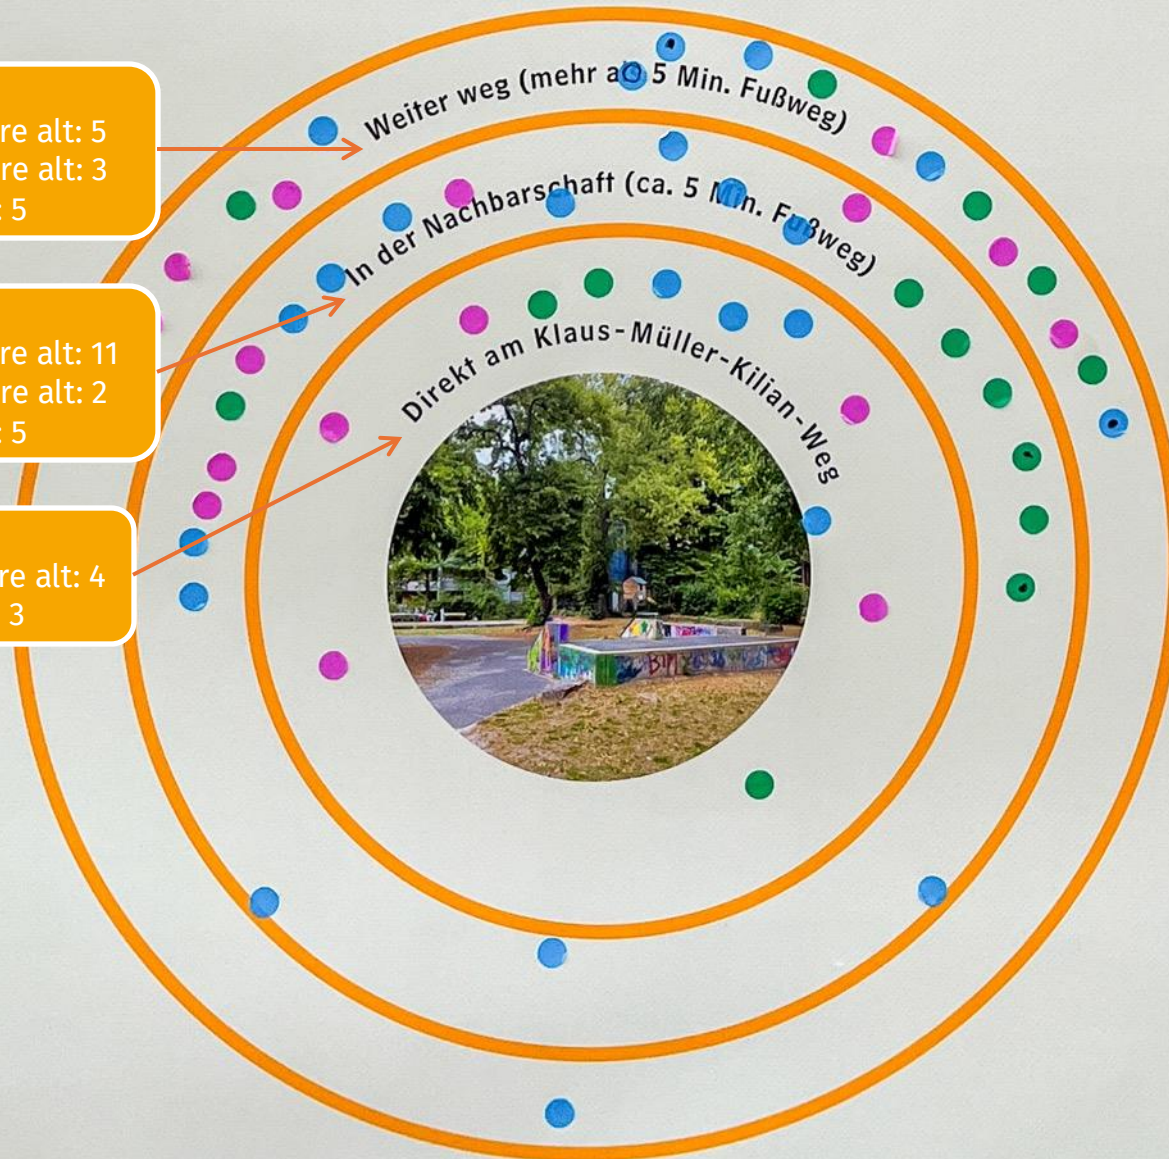 re alt: 5
re alt: 3
: 5
re alt: 11
re alt: 2
: 5
re alt: 4
3
Weiter weg (mehr als 5 Min. Fußweg)
In der Nachbarschaft (ca. 5 Min. Fußweg)
Direkt am Klaus-Müller-Kilian-Weg